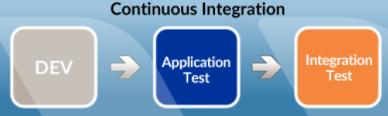 Continuous Integration
DEV
Application
Test
Integration
Test